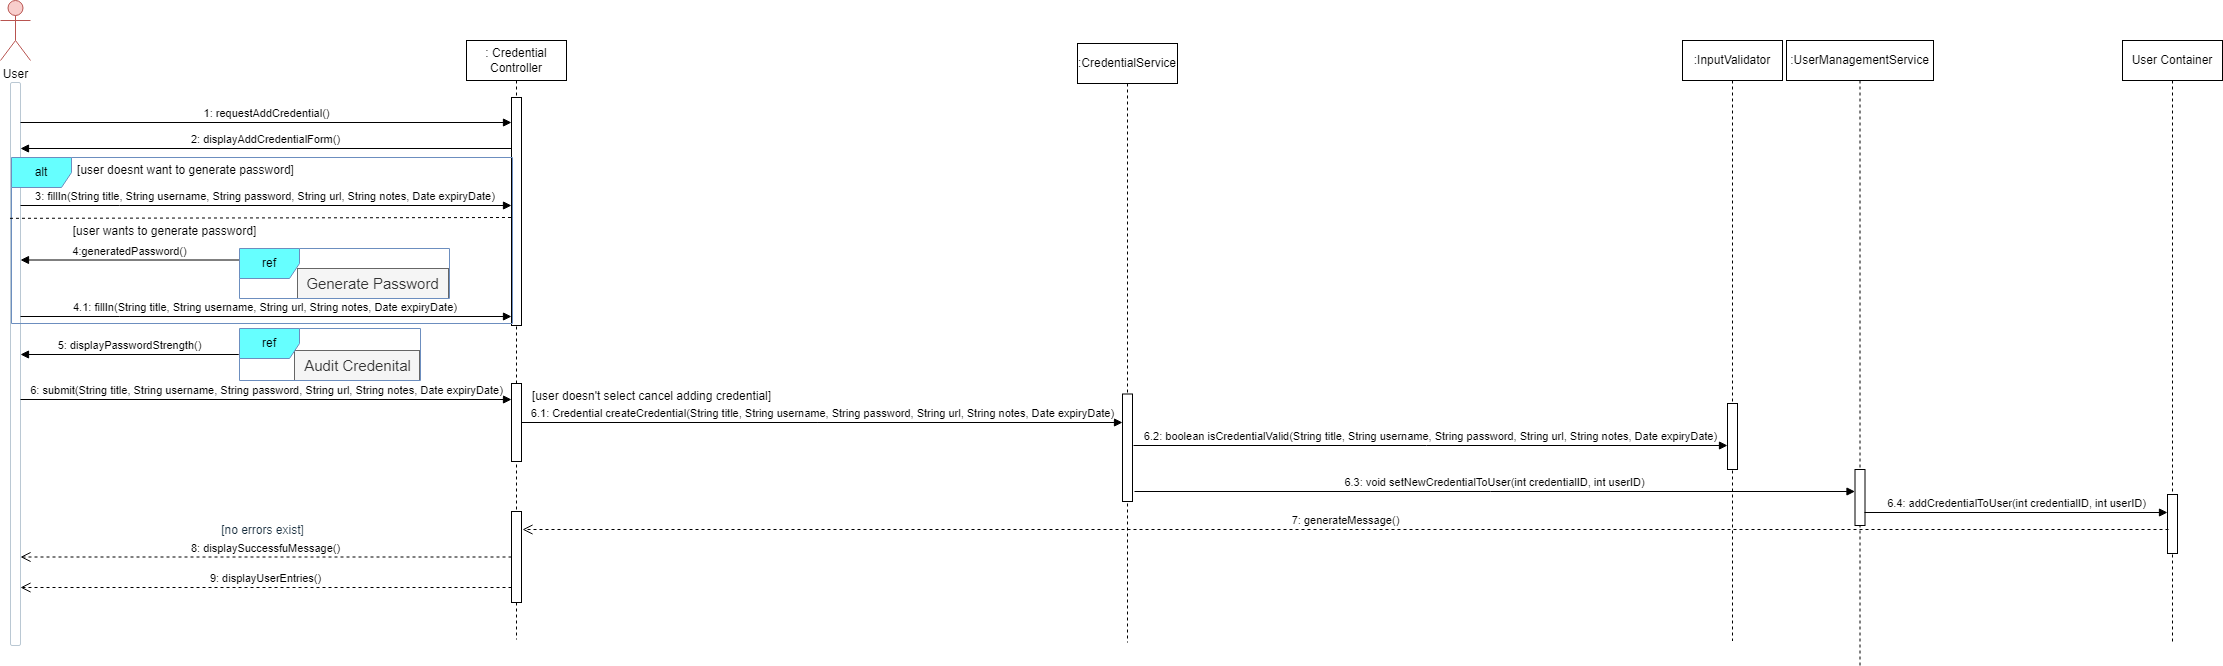 User
: Credential
Controller
:CredentialService
:InputValidator
:UserManagementService
User Container
1: requestAddCredential()
2: displayAddCredentialForm()
alt
[user doesnt want to generate password]
3: fillIn(String title, String username, String password, String url, String notes, Date expiryDate)
[user wants to generate password]
4:generatedPassword()
ref
Generate Password
4.1: fillIn(String title, String username, String url, String notes, Date expiryDate)
5: displayPasswordStrength()
ref
Audit Credenital
6: submit(String title, String username, String password, String url, String notes, Date expiryDate)
[user doesn't select cancel adding credential]
6.1: Credential createCredential(String title, String username, String password, String url, String notes, Date expiryDate)
6.2: boolean isCredentialValid(String title, String username, String password, String url, String notes, Date expiryDate)
6.3: void setNewCredentialToUser(int credentialID, int userID)
6.4: addCredentialToUser(int credentialID, int userID)
7: generateMessage()
[no errors exist]
8: displaySuccessfuMessage()
9: displayUserEntries()